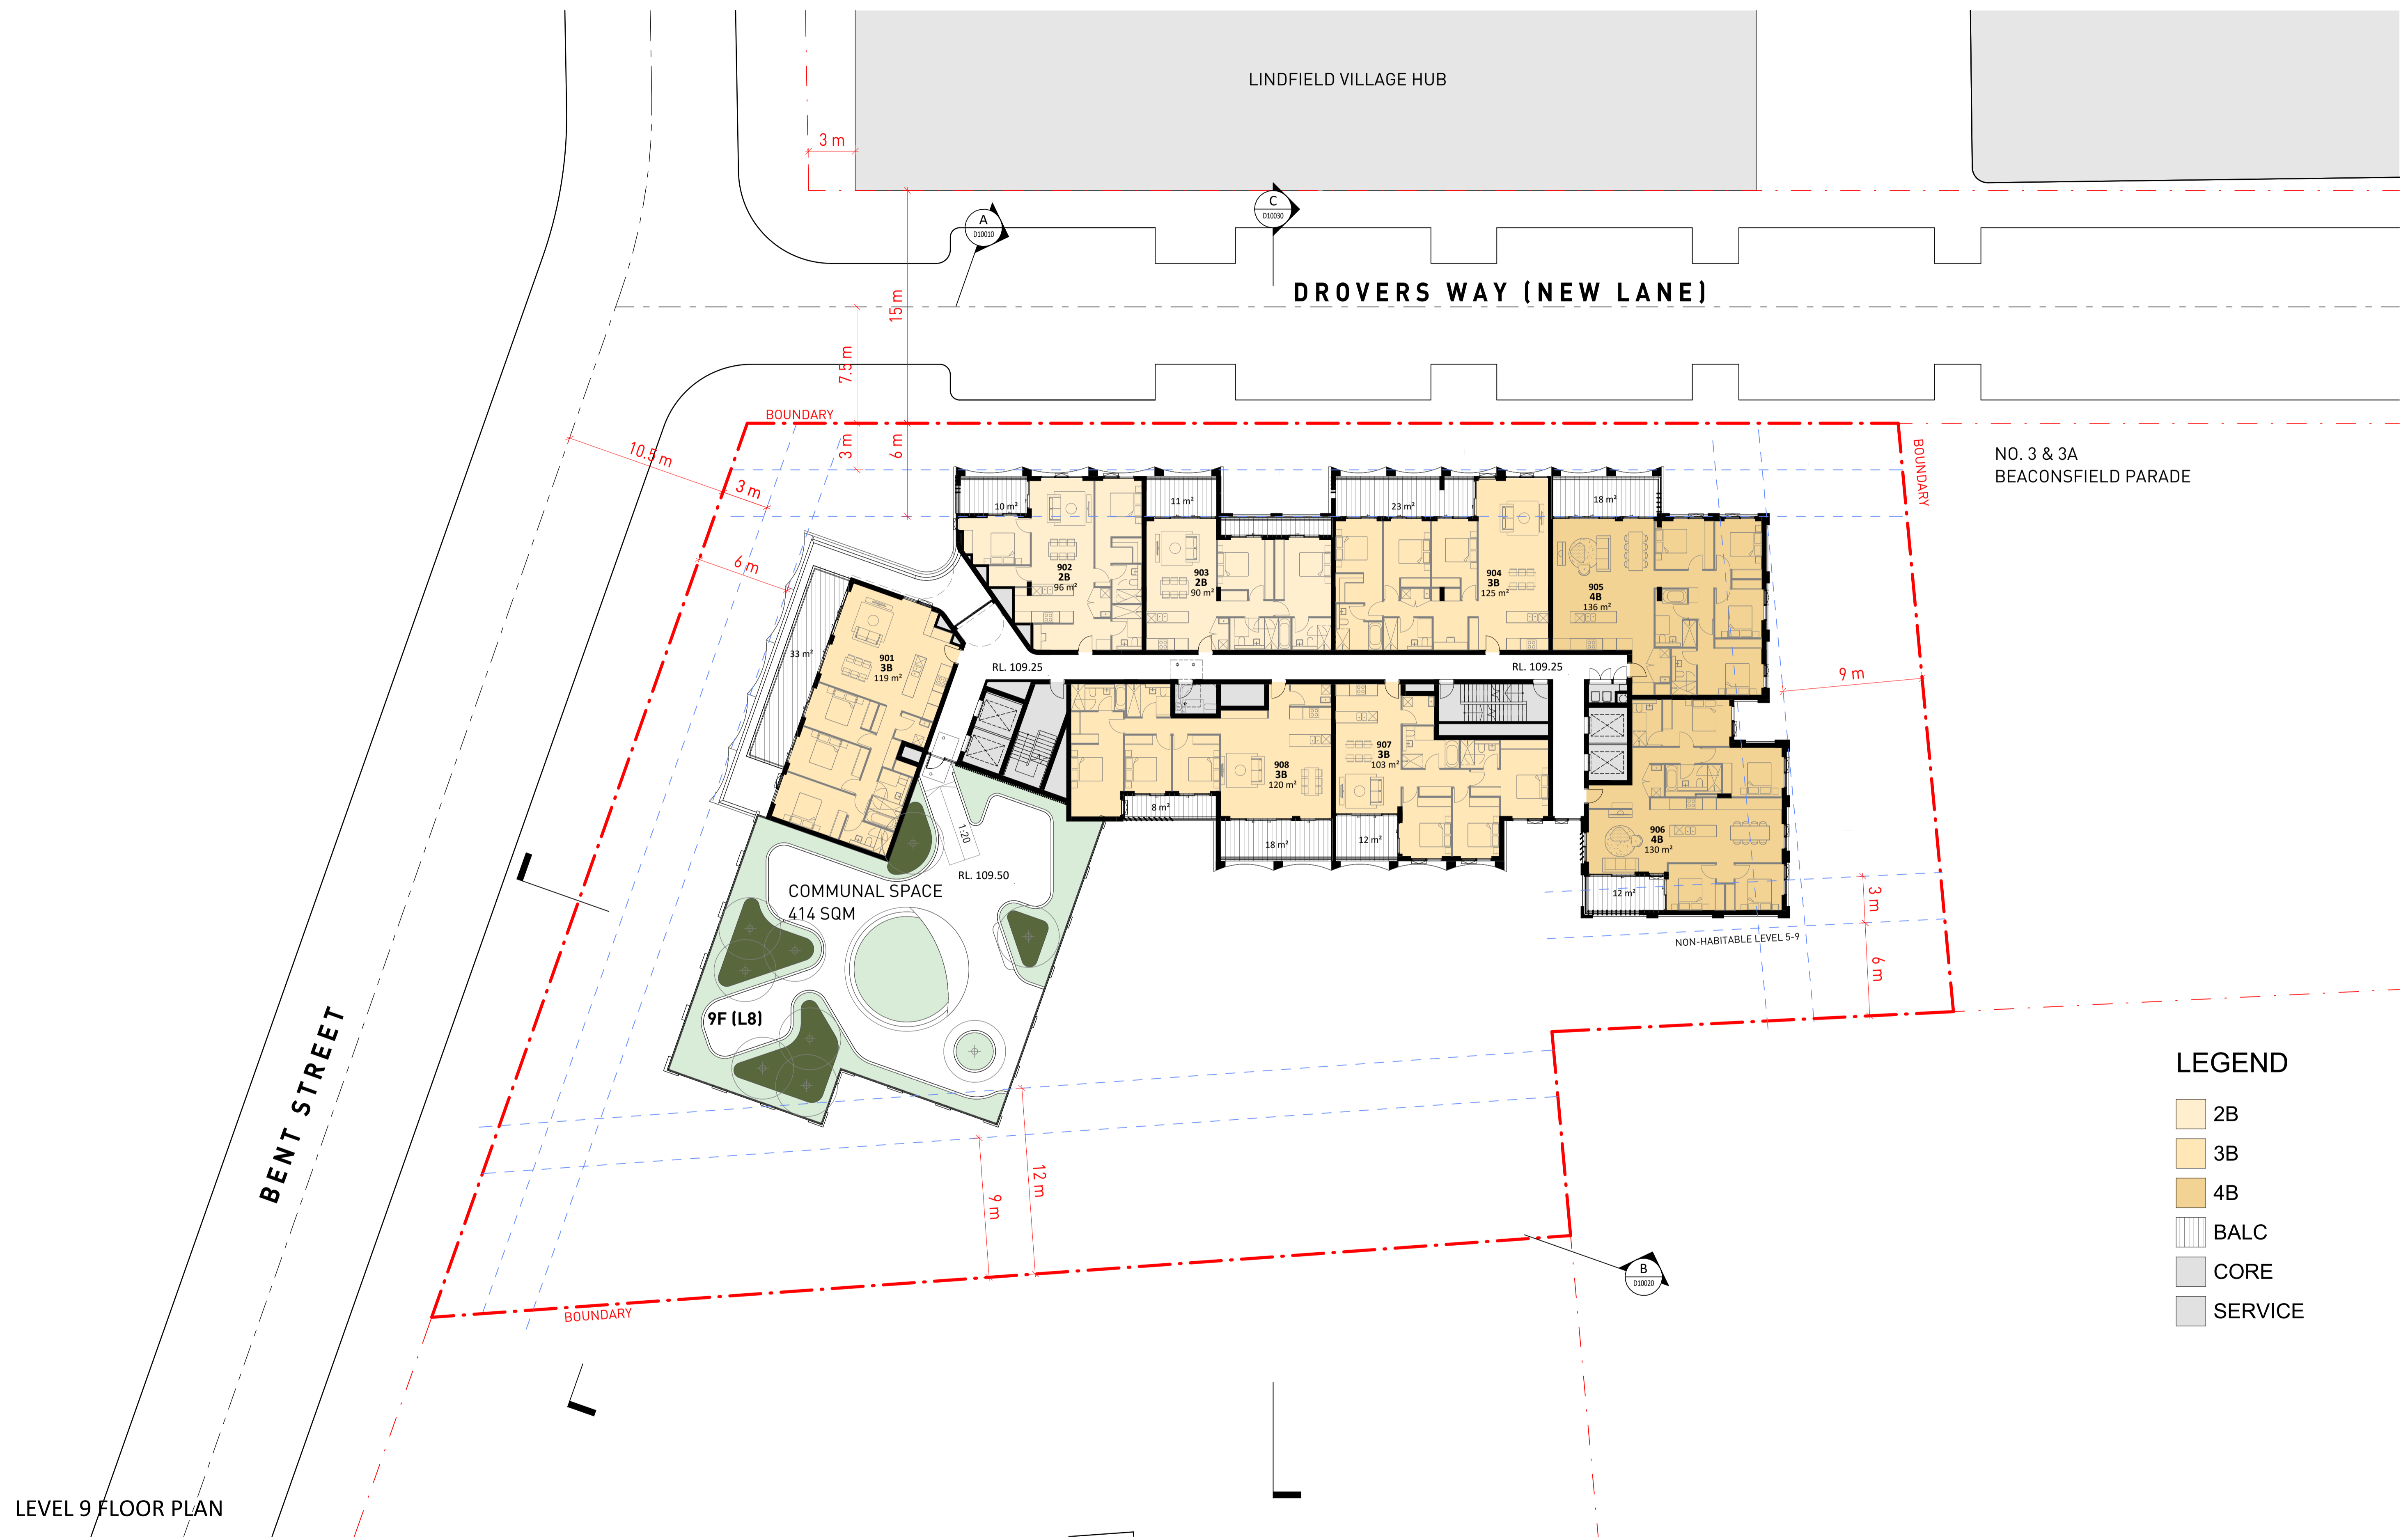 LINDFIELD VILLAGE HUB
3 m
A
D10010
C
D10030
DROVERS WAY (NEW LANE)
15 m
7.5 m
BOUNDARY
3 m
6 m
10.5 m
3 m
6 m
BOUNDARY
NO. 3 & 3A
BEACONSFIELD PARADE
10 m²
902
2B
96 m²
11 m²
903
2B
90 m²
23 m²
904
3B
125 m²
18 m²
905
4B
136 m²
33 m²
901
3B
119 m²
RL. 109.25
RL. 109.25
9 m
908
3B
120 m²
8 m²
18 m²
907
3B
103 m²
12 m²
906
4B
130 m²
12 m²
1:20
RL. 109.50
COMMUNAL SPACE
414 SQM
9F (L8)
3 m
NON-HABITABLE LEVEL 5-9
6 m
BENT STREET
12 m
9 m
BOUNDARY
B
D10020
LEGEND
2B
3B
4B
BALC
CORE
SERVICE
LEVEL 9 FLOOR PLAN